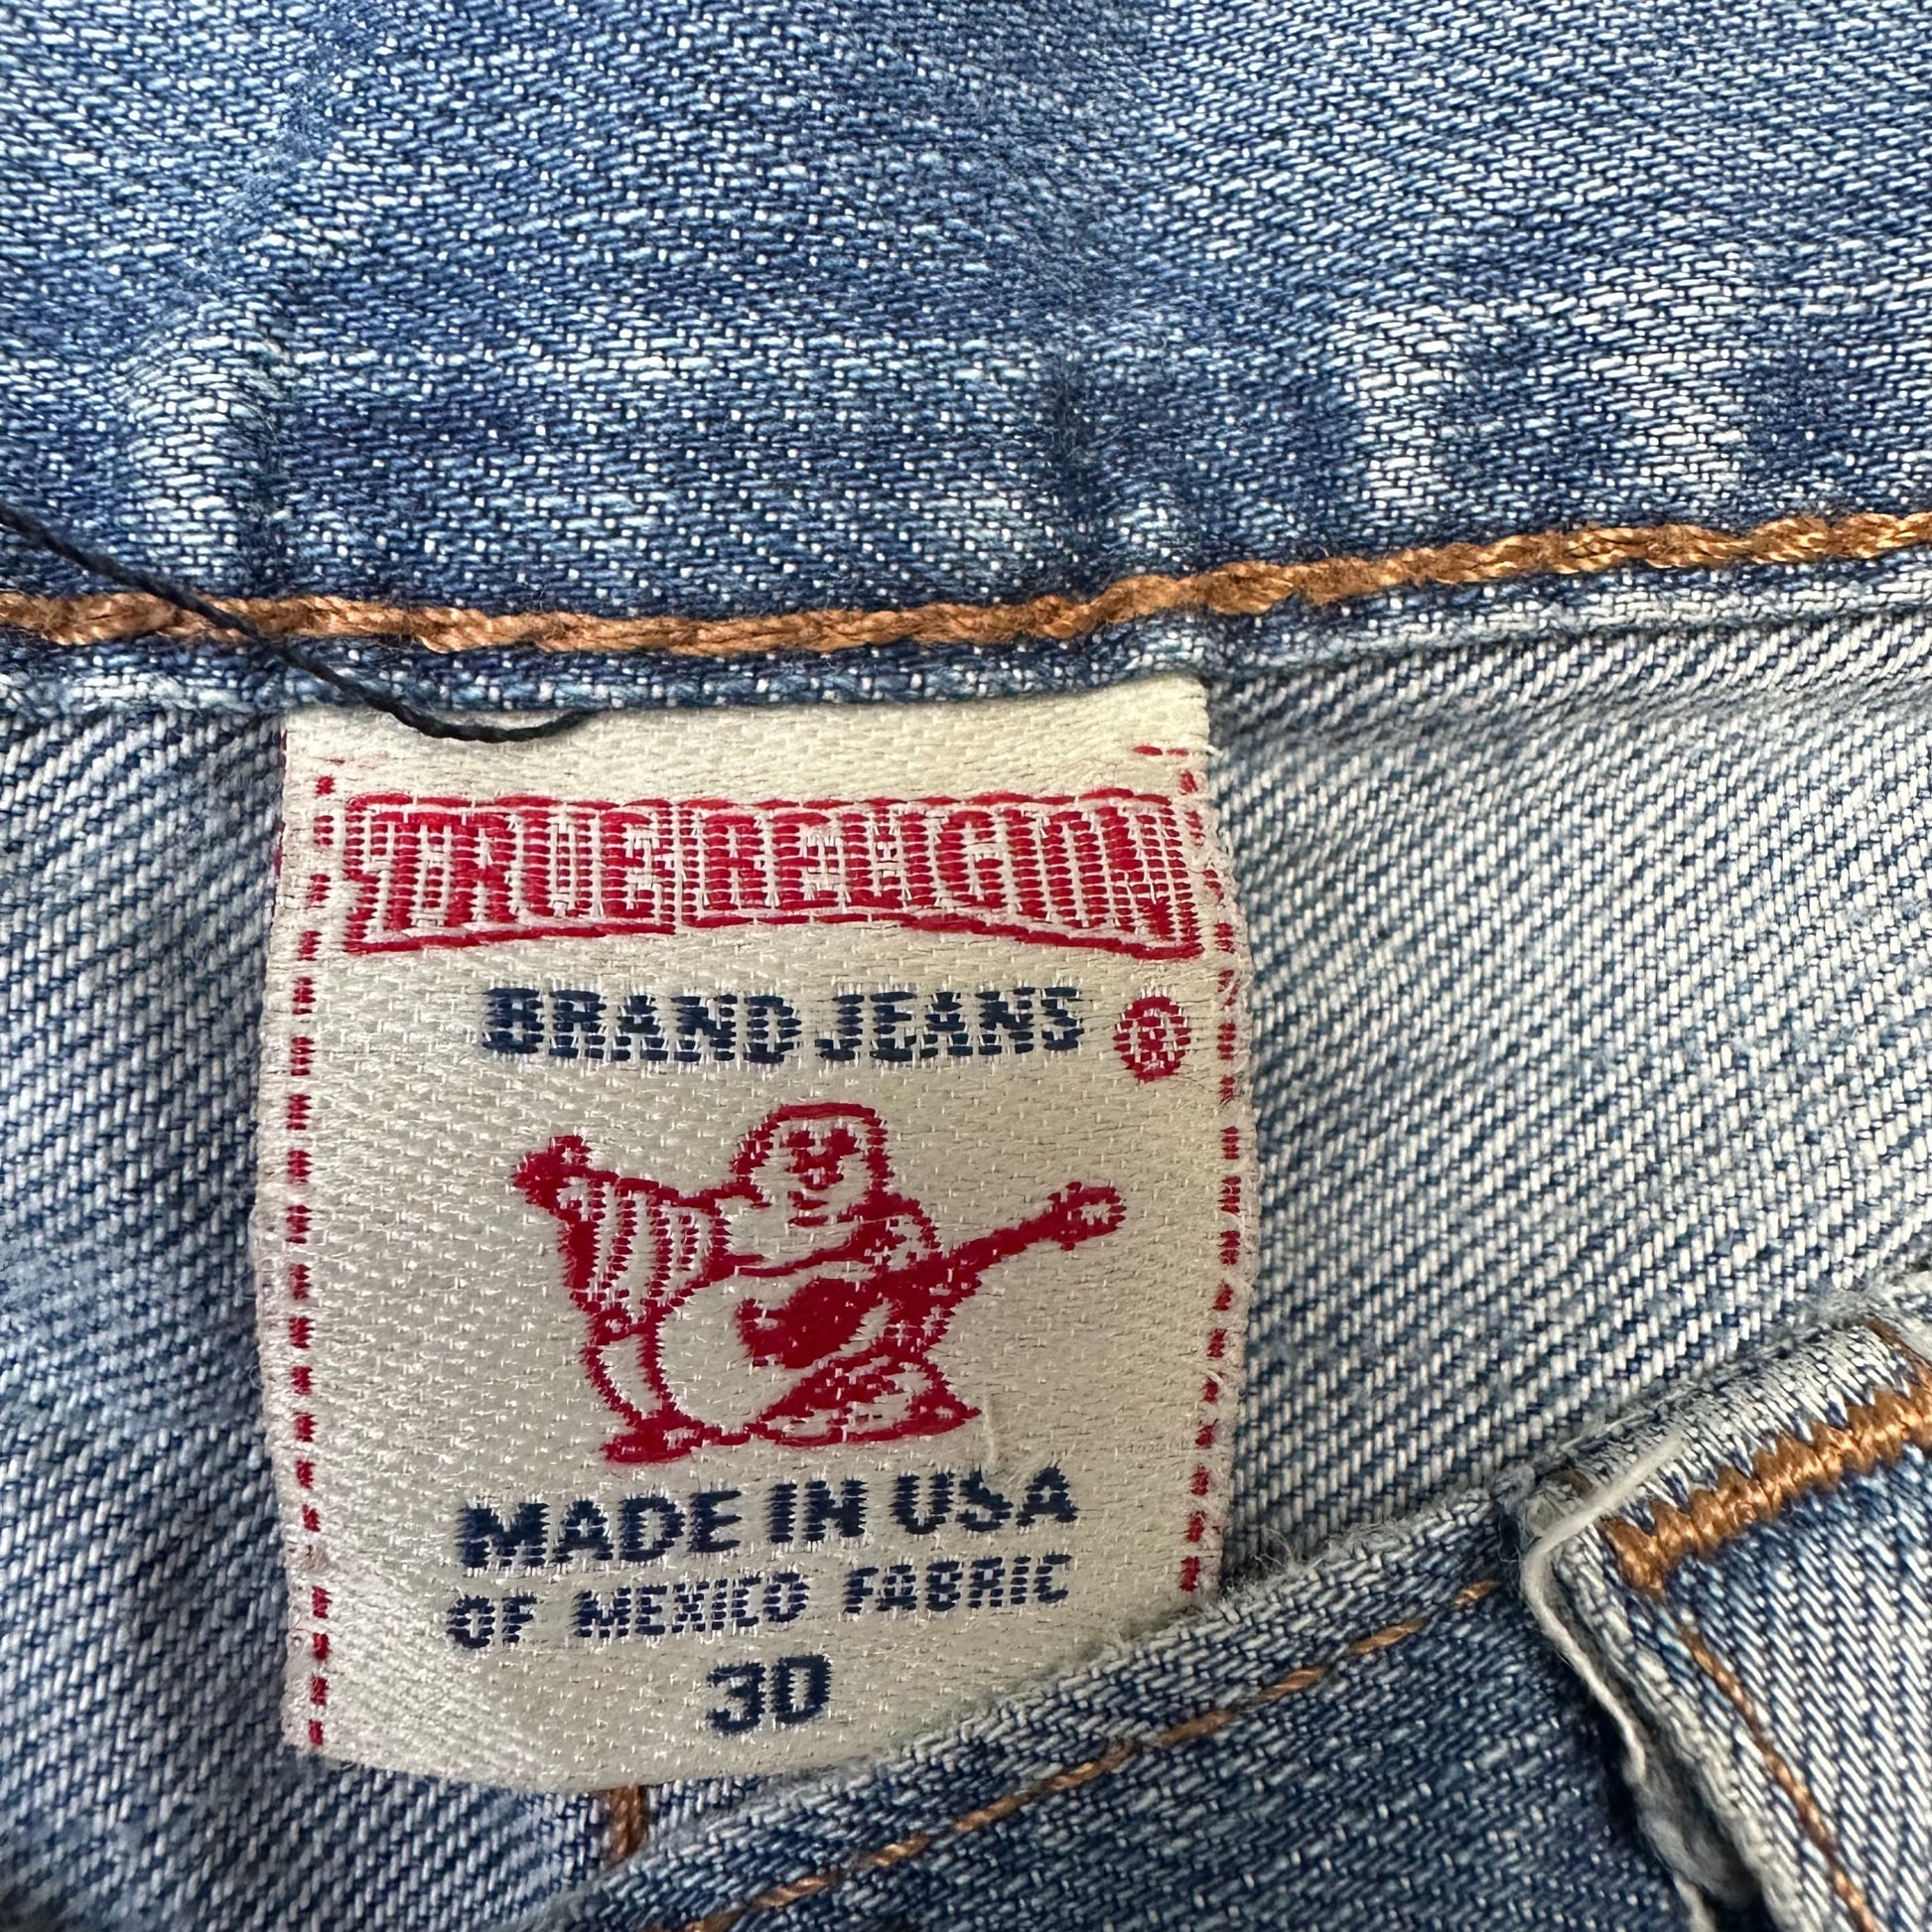 TRUE RELIGION
BRAND JEANS ®
MADE IN USA
OF MEXICO FABRIC
30